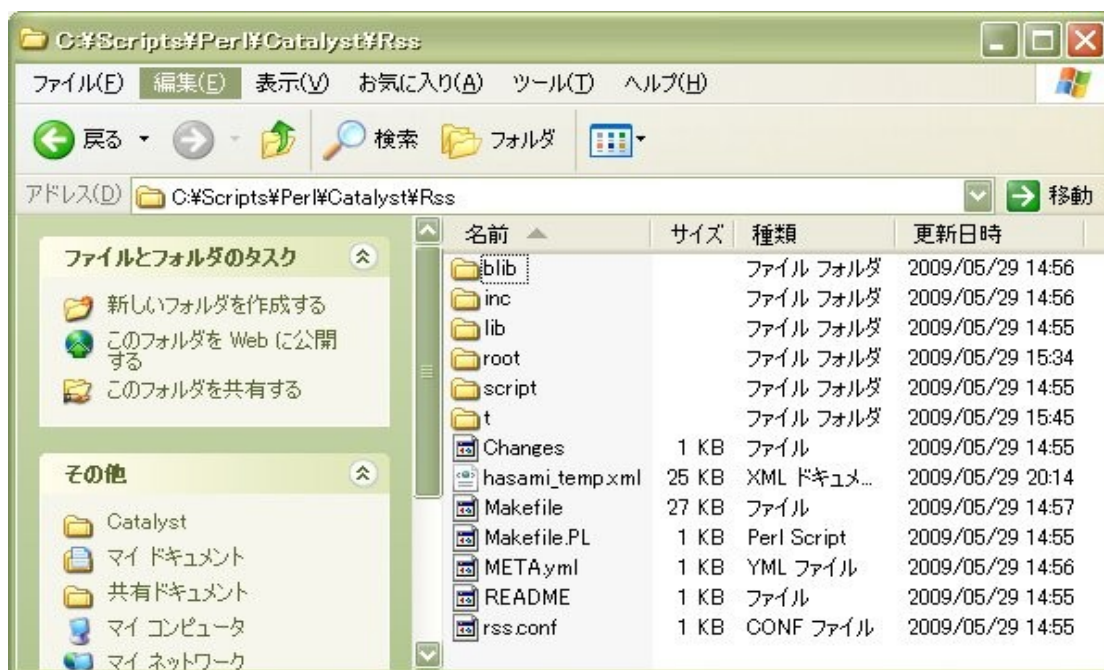 C:¥Scripts¥Perl¥Catalyst¥Rss
ファイル(F) 編集(E) 表示(V) お気に入り(A) ツール(T) ヘルプ(H)
戻る 検索 フォルダ
アドレス(D) C:¥Scripts¥Perl¥Catalyst¥Rss 移動
ファイルとフォルダのタスク
新しいフォルダを作成する
このフォルダを Web に公開
する
このフォルダを共有する
その他
Catalyst
マイ ドキュメント
共有ドキュメント
マイ コンピュータ
マイ ネットワーク
名前 サイズ 種類 更新日時
blib ファイル フォルダ 2009/05/29 14:56
inc ファイル フォルダ 2009/05/29 14:56
lib ファイル フォルダ 2009/05/29 14:55
root ファイル フォルダ 2009/05/29 15:34
script ファイル フォルダ 2009/05/29 14:55
t ファイル フォルダ 2009/05/29 15:45
Changes 1 KB ファイル 2009/05/29 14:55
hasami_temp.xml 25 KB XML ドキュメ... 2009/05/29 20:14
Makefile 27 KB ファイル 2009/05/29 14:57
Makefile.PL 1 KB Perl Script 2009/05/29 14:55
META.yml 1 KB YML ファイル 2009/05/29 14:56
README 1 KB ファイル 2009/05/29 14:55
rss.conf 1 KB CONF ファイル 2009/05/29 14:55